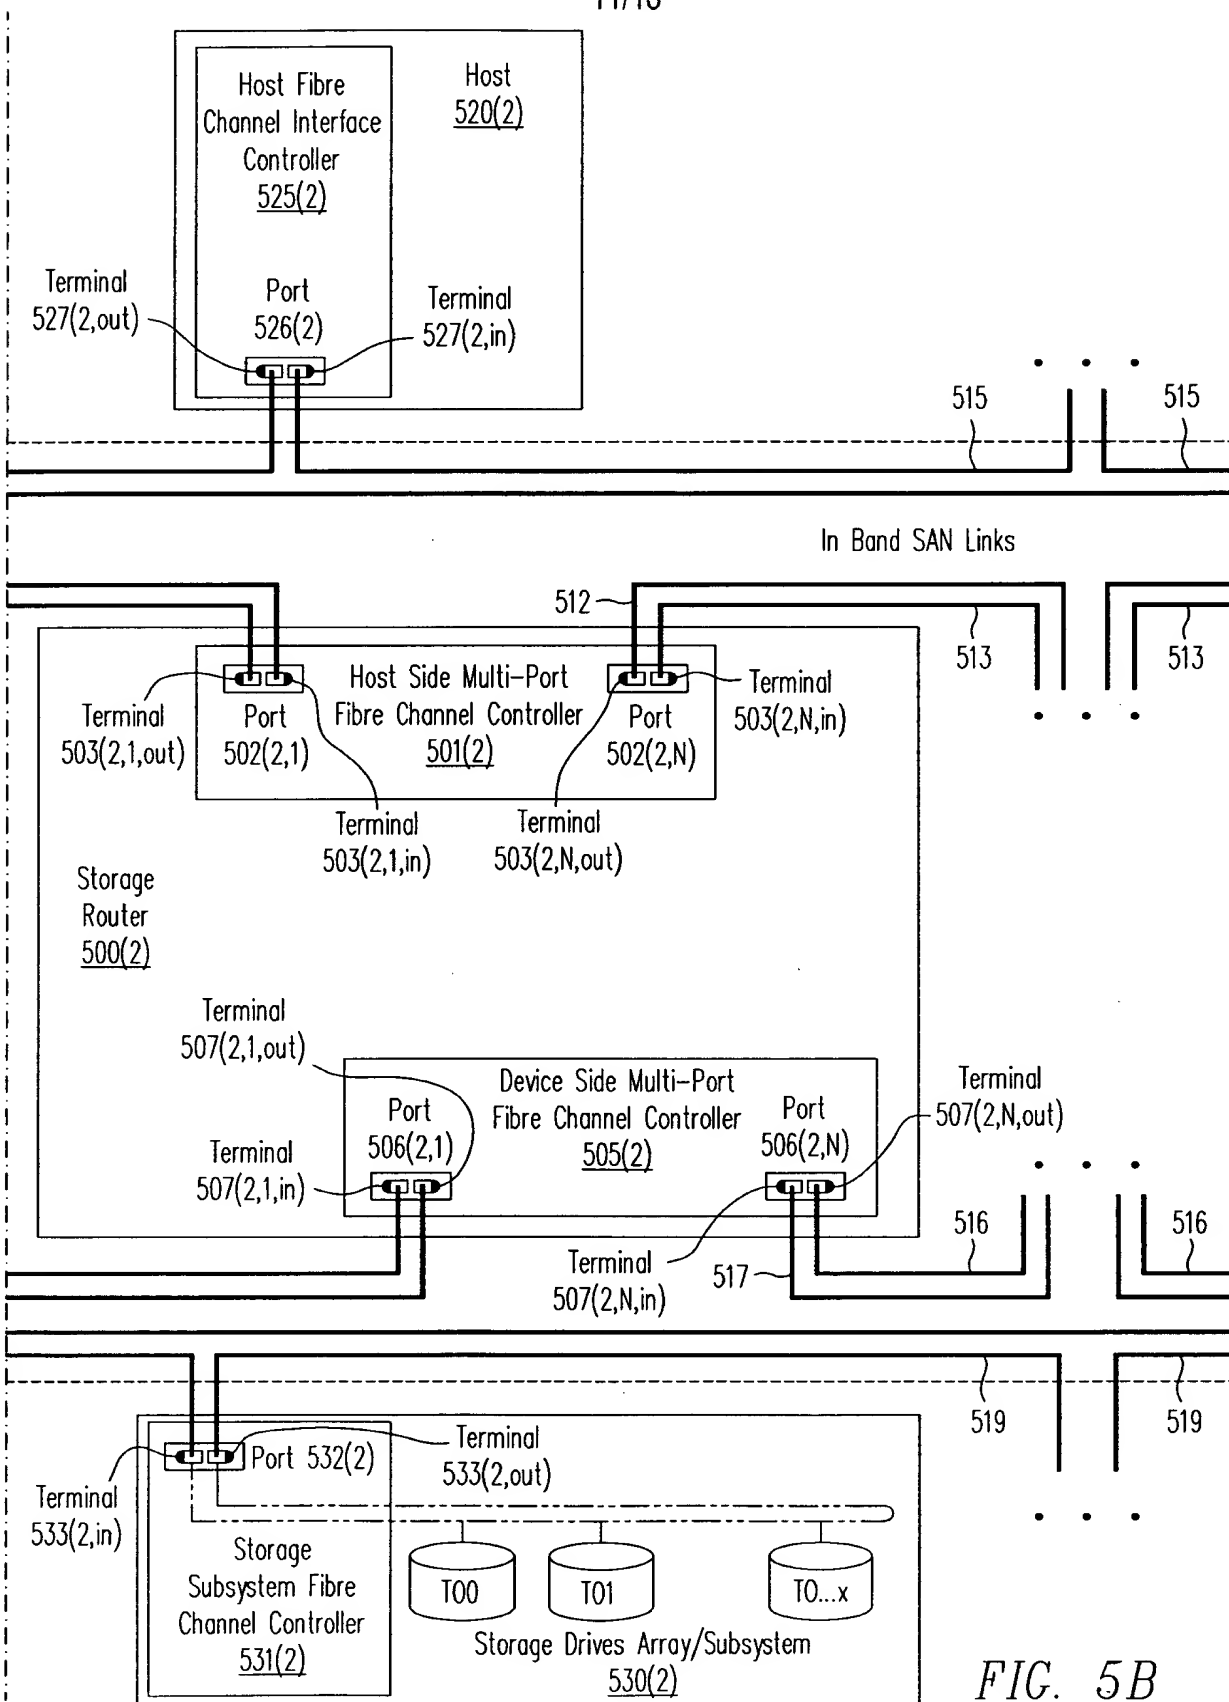 Host Fibre
Channel Interface
Controller
525(2)
Host
520(2)
Terminal
527(2,out)
Port
526(2)
Terminal
527(2,in)
515
515
In Band SAN Links
512
513
513
Host Side Multi-Port
Fibre Channel Controller
501(2)
Terminal
503(2,1,out)
Port
502(2,1)
Port
502(2,N)
Terminal
503(2,N,in)
Terminal
503(2,1,in)
Terminal
503(2,N,out)
Storage
Router
500(2)
Terminal
507(2,1,out)
Device Side Multi-Port
Fibre Channel Controller
505(2)
Port
506(2,1)
Port
506(2,N)
Terminal
507(2,N,out)
Terminal
507(2,1,in)
Terminal
507(2,N,in)
517
516
516
519
519
Port 532(2)
Terminal
533(2,out)
Terminal
533(2,in)
Storage
Subsystem Fibre
Channel Controller
531(2)
T00
T01
T0...x
Storage Drives Array/Subsystem
530(2)
FIG. 5B